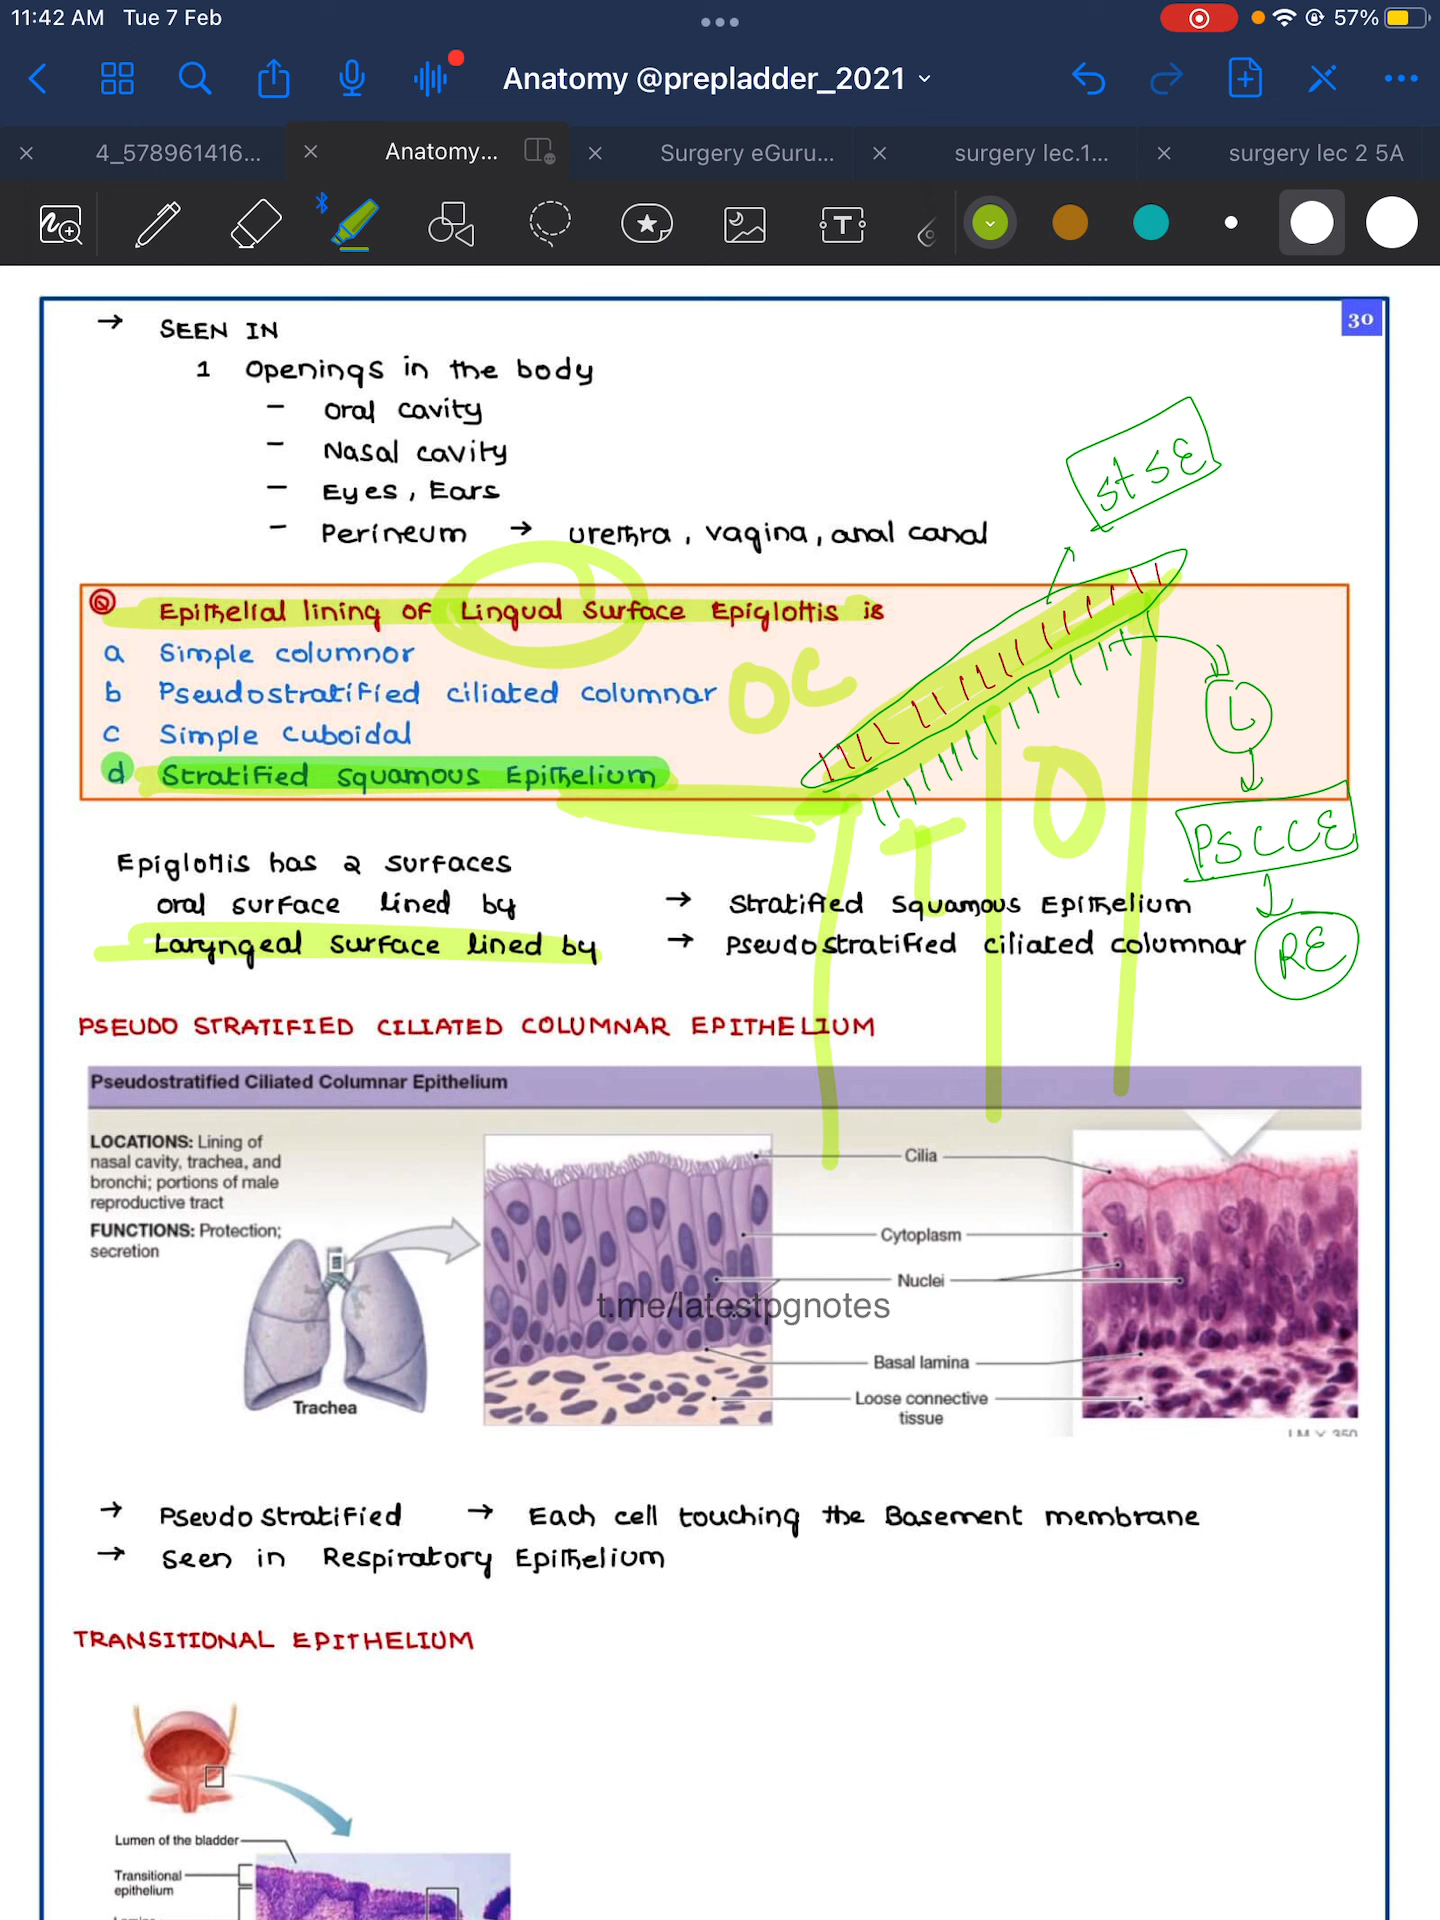 11:42 AM Tue 7 Feb
57%
Anatomy @prepladder_2021
4_578961416...
Anatomy...
Surgery eGuru...
surgery lec.1...
surgery lec 2 5A
T
30
→ SEEN IN
1 Openings in the body
- Oral cavity
- Nasal cavity
- Eyes, Ears
- Perineum → urethra, vagina, anal canal
StSE
Q Epithelial lining of Lingual Surface Epiglottis is
a Simple columnor
b Pseudostratified ciliated columnar
c Simple cuboidal
d Stratified squamous Epithelium
OC
L
T
O
PSCCE
RE
Epiglottis has 2 surfaces
oral surface lined by → Stratified Squamous Epithelium
Laryngeal Surface lined by → Pseudostratified ciliated columnar
PSEUDO STRATIFIED CILIATED COLUMNAR EPITHELIUM
Pseudostratified Ciliated Columnar Epithelium
LOCATIONS: Lining of
nasal cavity, trachea, and
bronchi; portions of male
reproductive tract
FUNCTIONS: Protection;
secretion
Trachea
Cilia
Cytoplasm
Nuclei
t.me/latestpgnotes
Basal lamina
Loose connective
tissue
LM X 350
→ Pseudostratified → Each cell touching the Basement membrane
→ Seen in Respiratory Epithelium
TRANSITIONAL EPITHELIUM
Lumen of the bladder
Transitional
epithelium